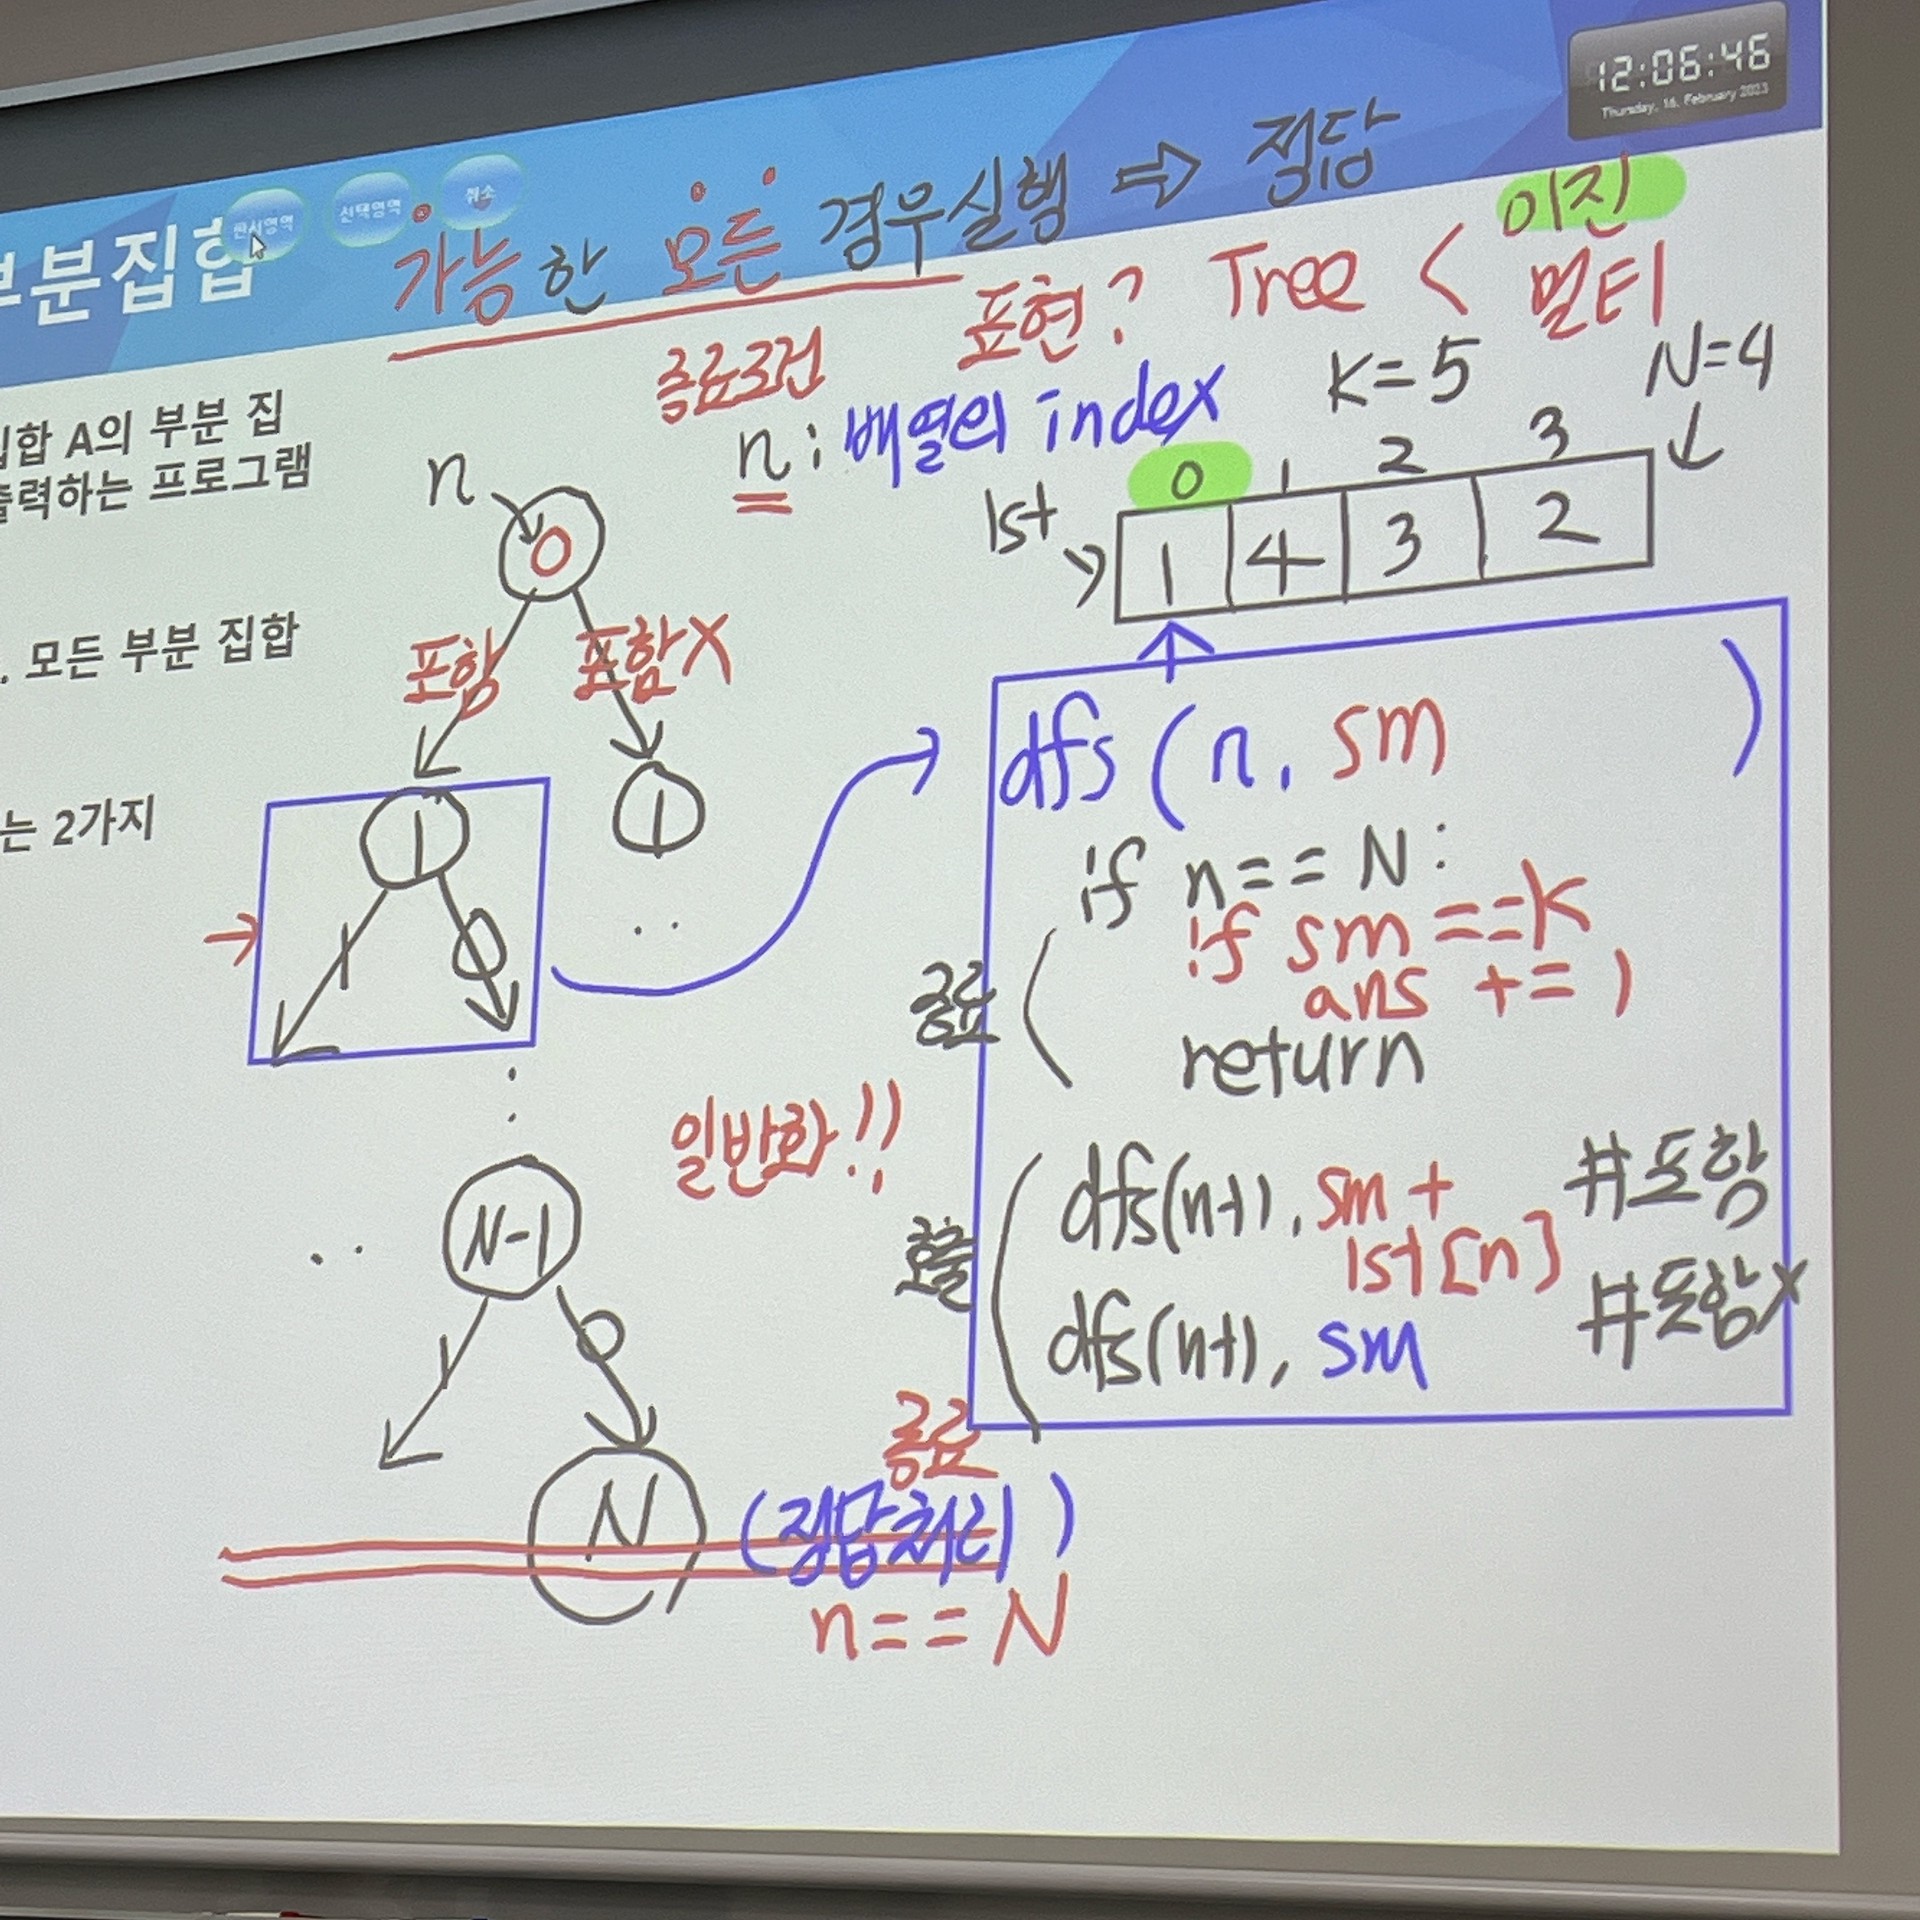 12:06:46
Thursday, 16, February 2023
부분집합
판서영역 선택영역 취소
가능한 모든 경우실행 ⇨ 정답
표현? Tree < 이진
멀티
종료조건
n : 배열의 index
K=5
N=4
0 1 2 3
lst
1 4 3 2
집합 A의 부분 집
출력하는 프로그램
. 모든 부분 집합
는 2가지
n
0
포함
포함X
1
1
1
0
N-1
1
0
N
일반화!!
dfs(n, sm )
if n==N:
if sm==K
ans += 1
return
종료
dfs(n+1), sm +
lst[n]
#포함
dfs(n+1), sm
#포함X
호출
종료
(정답처리)
n==N